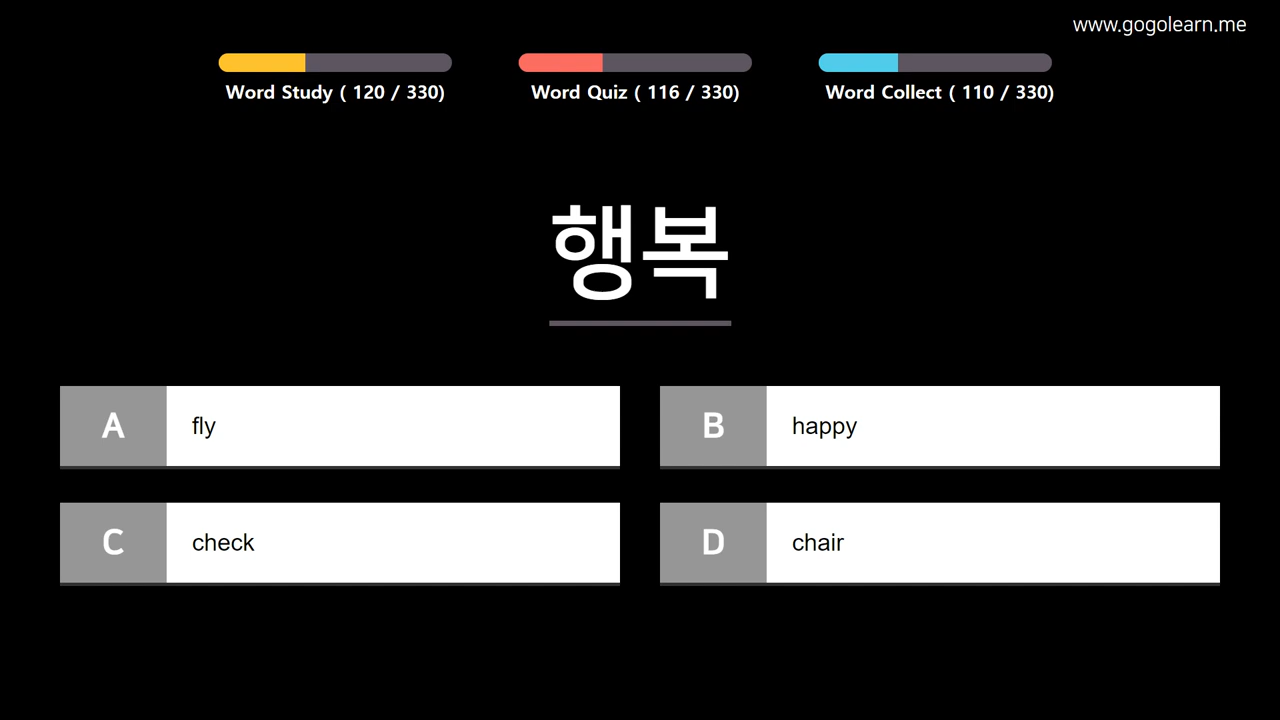 www.gogolearn.me
Word Study ( 120 / 330)
Word Quiz ( 116 / 330)
Word Collect ( 110 / 330)
행복
A fly
B happy
C check
D chair